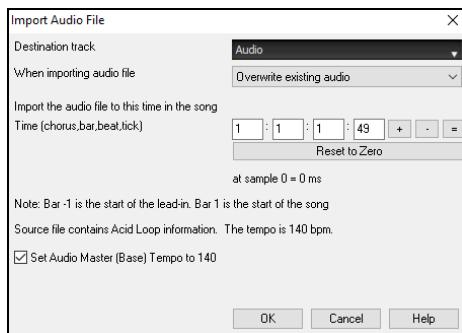 Import Audio File
Destination track Audio
When importing audio file Overwrite existing audio
Import the audio file to this time in the song
Time (chorus,bar,beat,tick) 1 : 1 : 1 : 49 + - =
Reset to Zero
at sample 0 = 0 ms
Note: Bar -1 is the start of the lead-in. Bar 1 is the start of the song
Source file contains Acid Loop information. The tempo is 140 bpm.
Set Audio Master (Base) Tempo to 140
OK Cancel Help